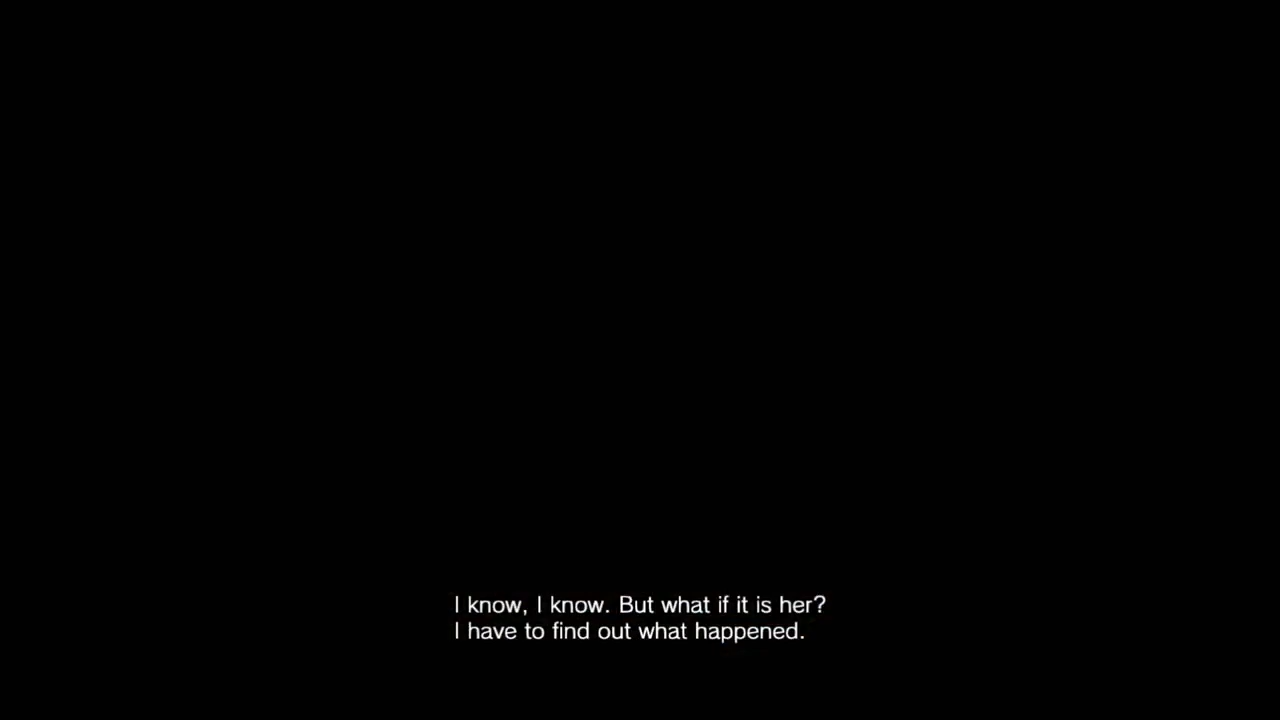 I know, I know. But what if it is her?
I have to find out what happened.